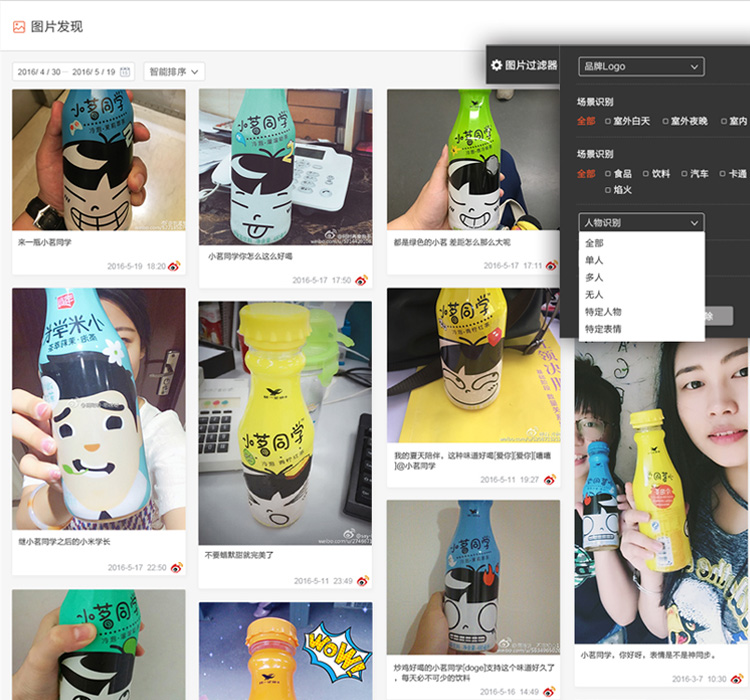 图片发现
2016/ 4 / 30 -- 2016/ 5 / 19
智能排序
图片过滤器
品牌Logo
场景识别
全部 室外白天 室外夜晚 室内
场景识别
全部 食品 饮料 汽车 卡通
焰火
人物识别
全部
单人
多人
无人
特定人物
特定表情
除
小茗同学
来一瓶小茗同学
2016-5-19 18:20
小茗同学
小茗同学你怎么这么好喝
2016-5-17 17:50
小茗同学
都是绿色的小茗 差距怎么那么大呢
2016-5-17 17:11
继小茗同学之后的小米学长
2016-5-17 22:50
小茗同学
不要蜡默甜就完美了
2016-5-11 23:49
小茗同学
领决胜
我的夏天陪伴，这种味道好喝[爱你][爱你][嘻嘻
]@小茗同学
2016-5-11 19:27
小茗同学
炒鸡好喝的小茗同学[doge]支持这个味道好久了
，每天必不可少的饮料
2016-5-16 14:49
小茗同学，你好呀，表情是不是神同步。
2016-3-7 10:30
小茗同学
WOW!